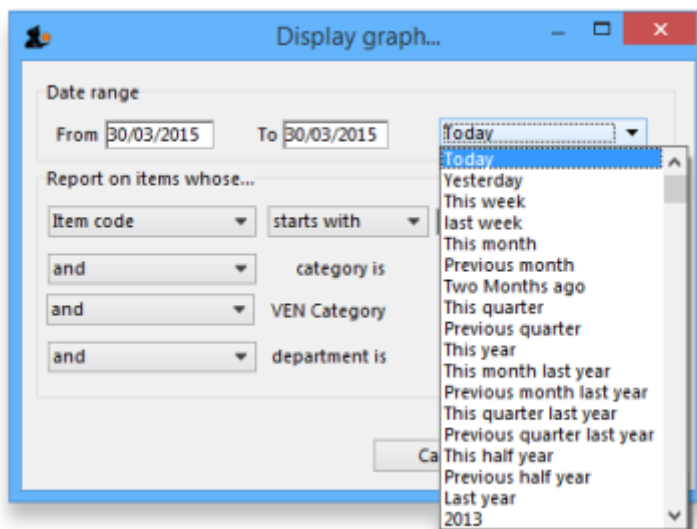 Display graph...
Date range
From 30/03/2015 To 30/03/2015 Today
Report on items whose...
Item code starts with
and category is
and VEN Category
and department is
Today
Yesterday
This week
last week
This month
Previous month
Two Months ago
This quarter
Previous quarter
This year
This month last year
Previous month last year
This quarter last year
Previous quarter last year
This half year
Previous half year
Last year
2013